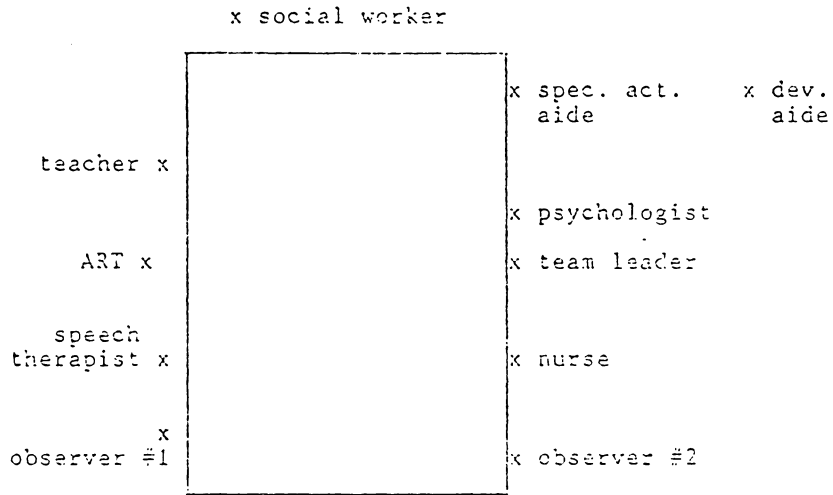 x social worker
x spec. act. x dev.
aide aide
teacher x
x psychologist
ART x x team leader
speech
therapist x x nurse
x
observer #1 x observer #2